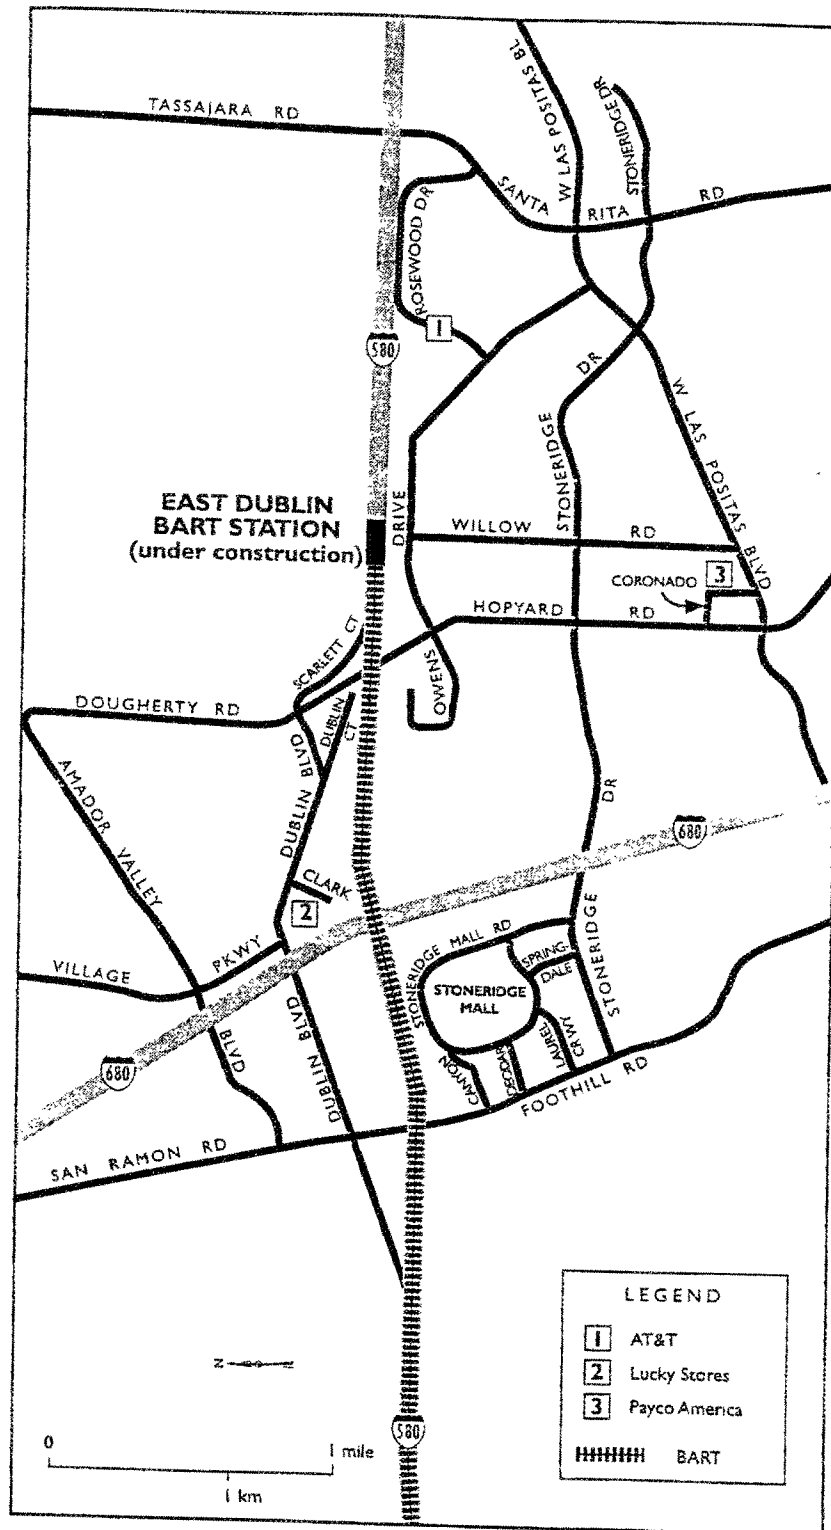 W LAS POSITAS BL
STONERIDGE DR
TASSAJARA RD
SANTA RITA RD
ROSEWOOD DR
1
580
DR
STONERIDGE
W LAS POSITAS BLVD
EAST DUBLIN
BART STATION
(under construction)
DRIVE
WILLOW RD
3
CORONADO
HOPYARD RD
SCARLETT CT
OWENS
DOUGHERTY RD
DUBLIN
CT
DUBLIN BLVD
AMADOR VALLEY
DR
680
CLARK
2
STONERIDGE MALL RD
SPRING-
DALE
STONERIDGE
VILLAGE PKWY
STONERIDGE
MALL
BLVD
DUBLIN BLVD
LAUREL
CRWY
CANYON
680
FOOTHILL RD
SAN RAMON RD
LEGEND
1 AT&T
2 Lucky Stores
3 Payco America
BART
N
580
0 1 mile
1 km